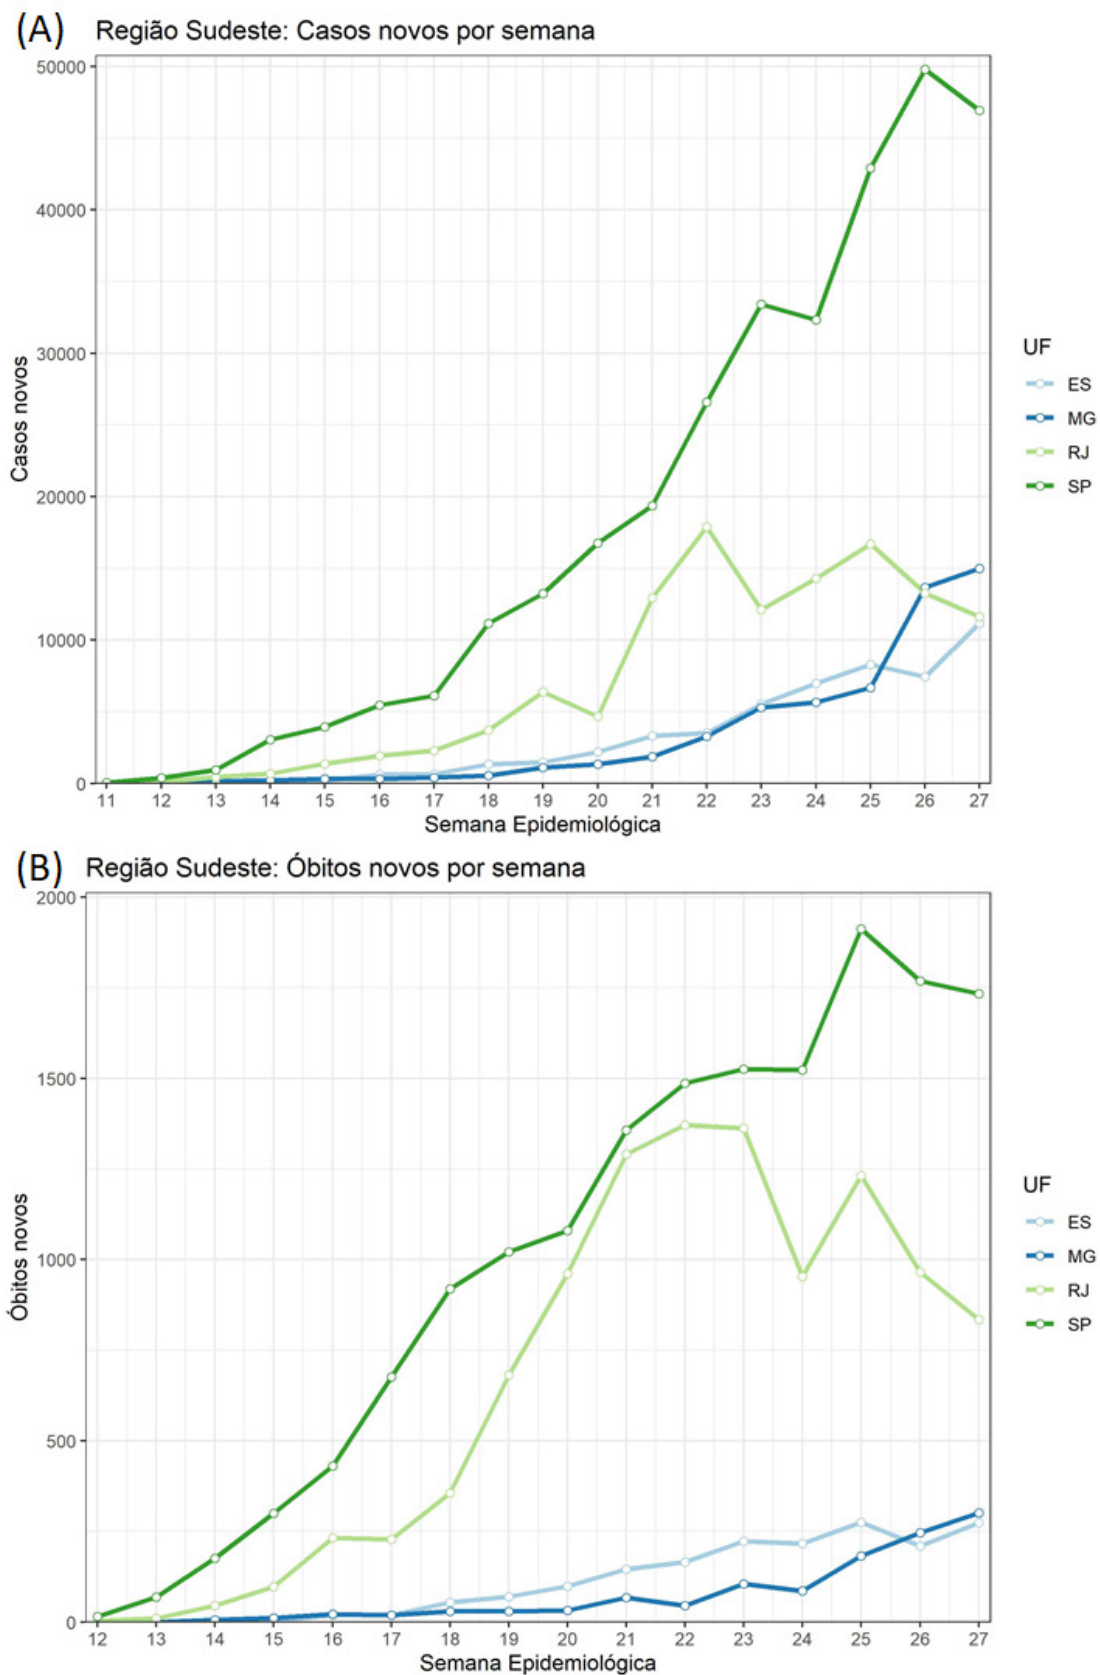 (A) Região Sudeste: Casos novos por semana
50000
40000
30000
20000
10000
0
Casos novos
11 12 13 14 15 16 17 18 19 20 21 22 23 24 25 26 27
Semana Epidemiológica
UF
ES
MG
RJ
SP
(B) Região Sudeste: Óbitos novos por semana
2000
1500
1000
500
0
Óbitos novos
12 13 14 15 16 17 18 19 20 21 22 23 24 25 26 27
Semana Epidemiológica
UF
ES
MG
RJ
SP